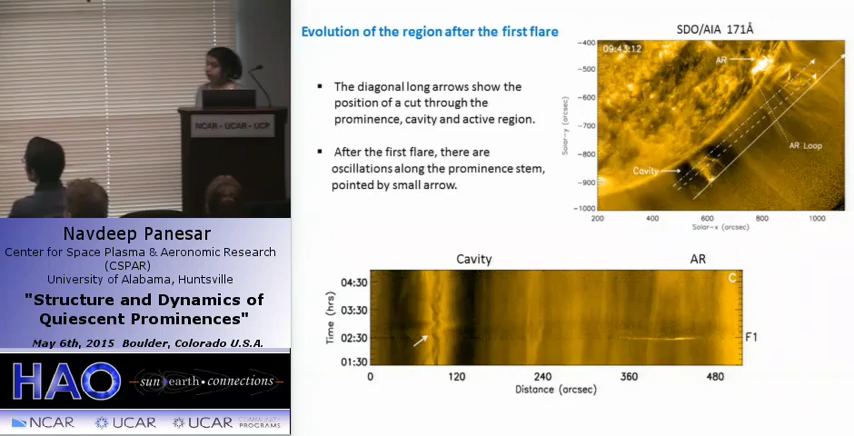 NCAR - UCAR - UCP
Navdeep Panesar
Center for Space Plasma & Aeronomic Research
(CSPAR)
University of Alabama, Huntsville
"Structure and Dynamics of
Quiescent Prominences"
May 6th, 2015 Boulder, Colorado U.S.A.
HAO
sun earth • connections
NCAR
UCAR
UCAR
COMMUNITY
PROGRAMS
Evolution of the region after the first flare
▪ The diagonal long arrows show the
position of a cut through the
prominence, cavity and active region.
▪ After the first flare, there are
oscillations along the prominence stem,
pointed by small arrow.
SDO/AIA 171Å
09:43:12
AR
AR Loop
Cavity
-400
-500
-600
-700
-800
-900
-1000
Solar-y (arcsec)
200 400 600 800 1000
Solar-x (arcsec)
Cavity AR
C
04:30
03:30
02:30
01:30
Time (hrs)
F1
0 120 240 360 480
Distance (arcsec)